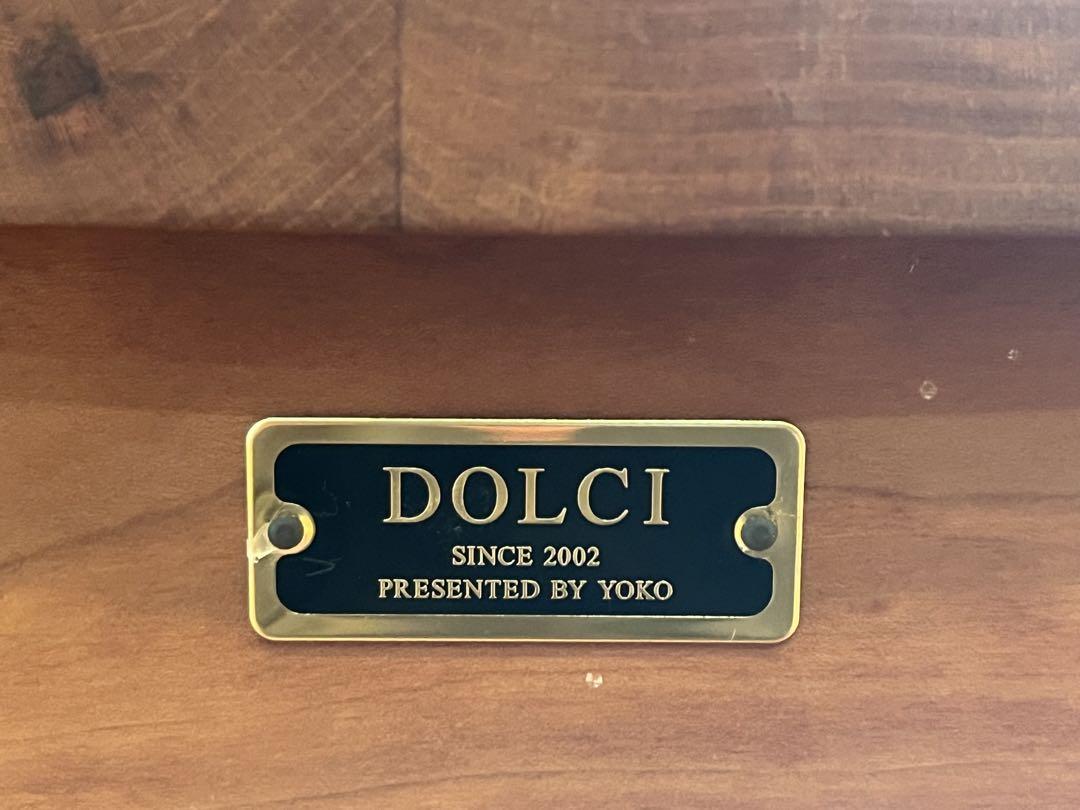 DOLCI
SINCE 2002
PRESENTED BY YOKO